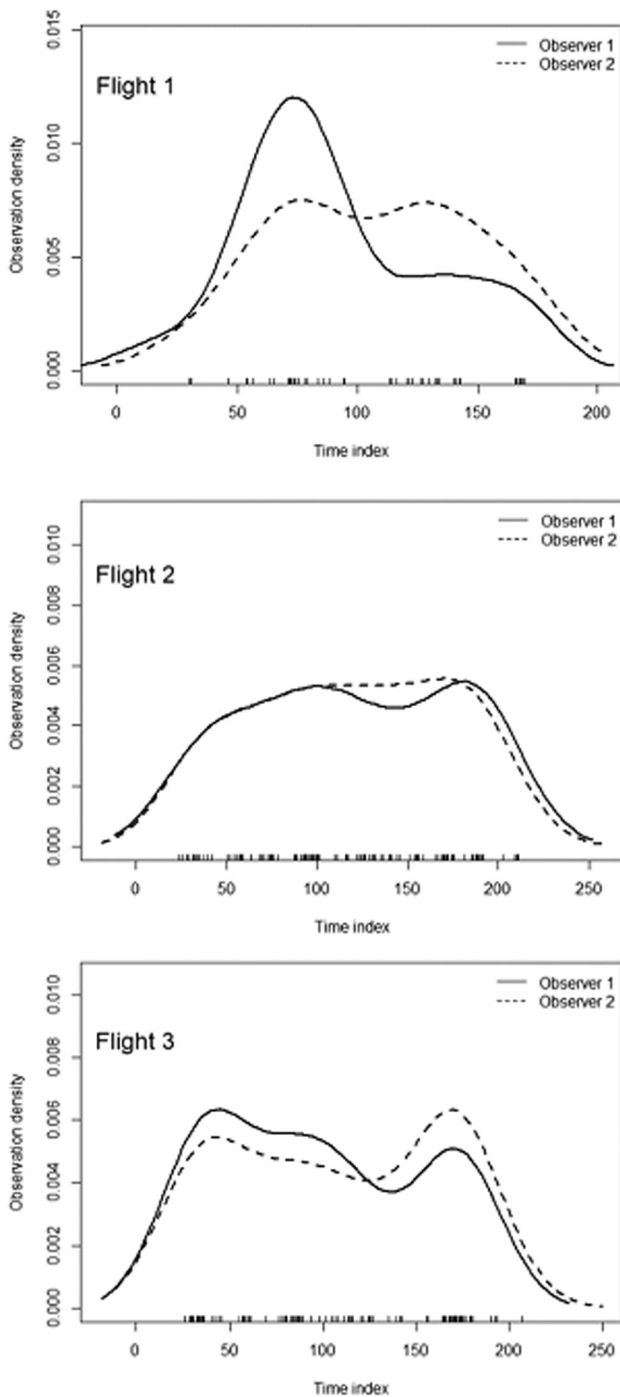 Flight 1
Observer 1
Observer 2
Observation density
0.015
0.010
0.005
0.000
0 50 100 150 200
Time index
Flight 2
Observer 1
Observer 2
Observation density
0.010
0.008
0.006
0.004
0.002
0.000
0 50 100 150 200 250
Time index
Flight 3
Observer 1
Observer 2
Observation density
0.010
0.008
0.006
0.004
0.002
0.000
0 50 100 150 200 250
Time index